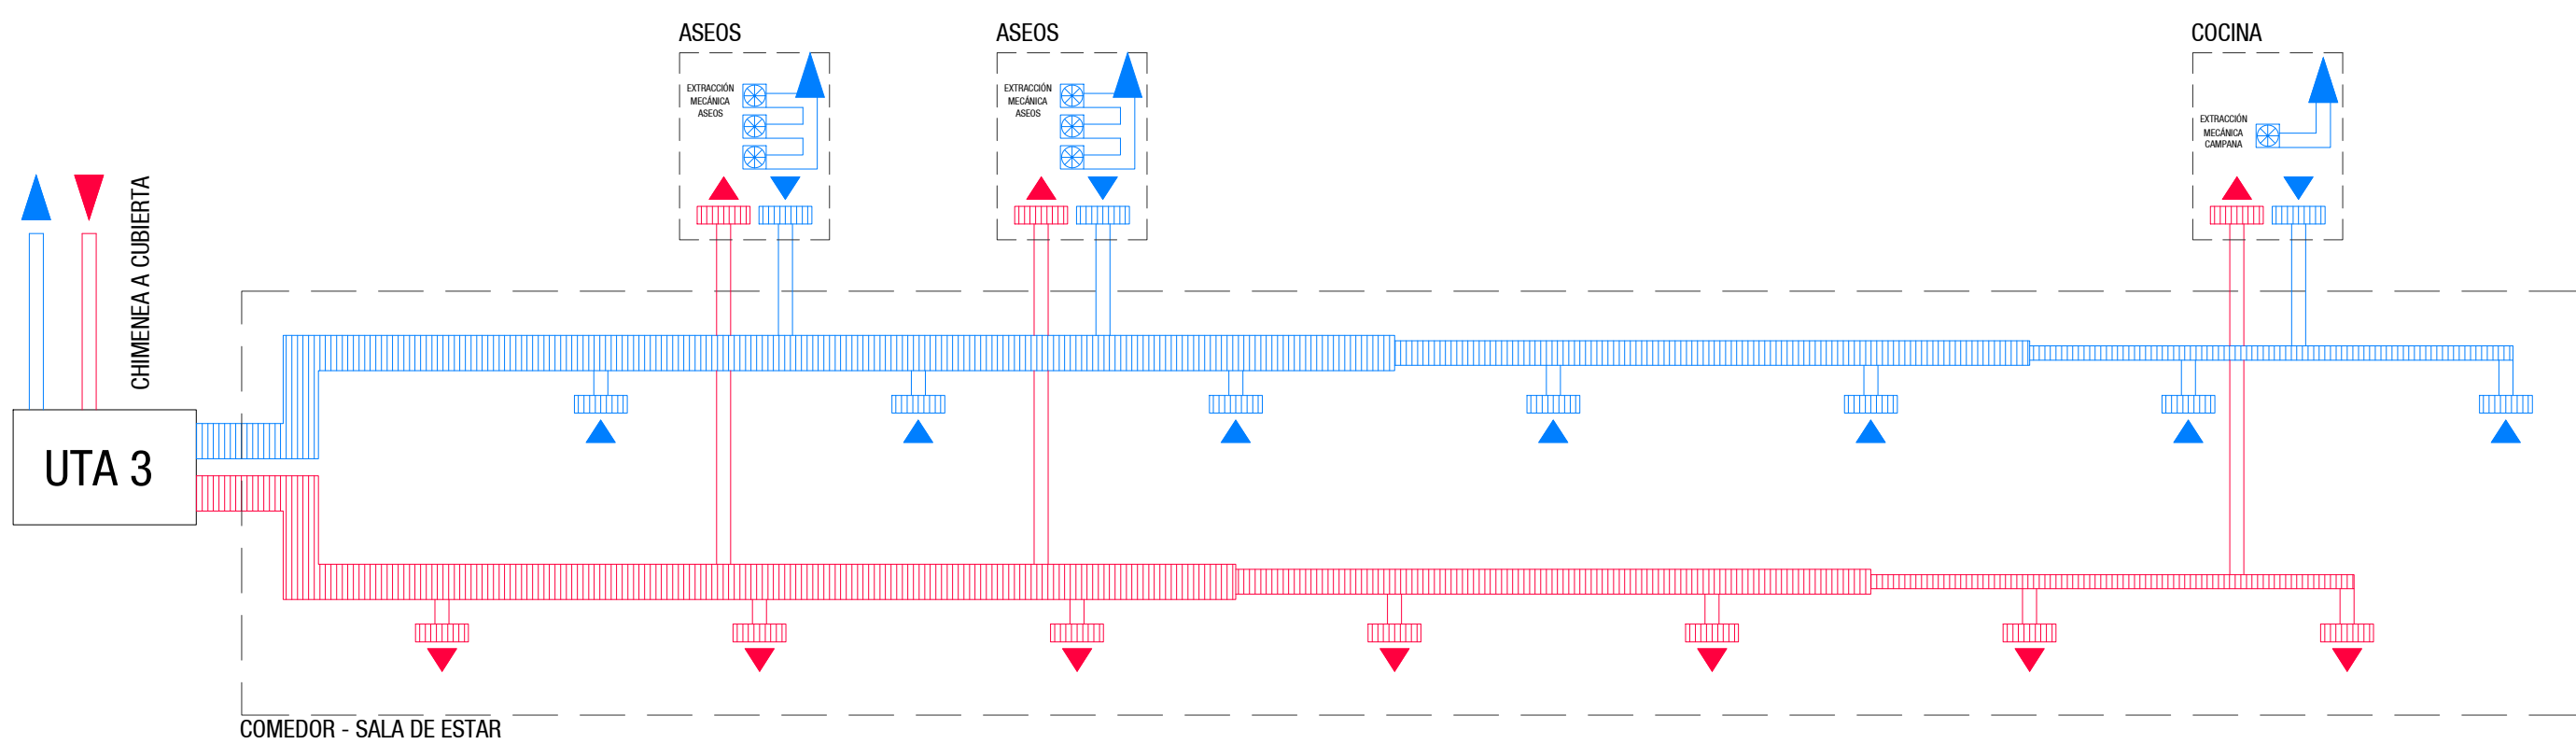 ASEOS
ASEOS
COCINA
EXTRACCIÓN
MECÁNICA
ASEOS
EXTRACCIÓN
MECÁNICA
ASEOS
EXTRACCIÓN
MECÁNICA
CAMPANA
CHIMENEA A CUBIERTA
UTA 3
COMEDOR - SALA DE ESTAR